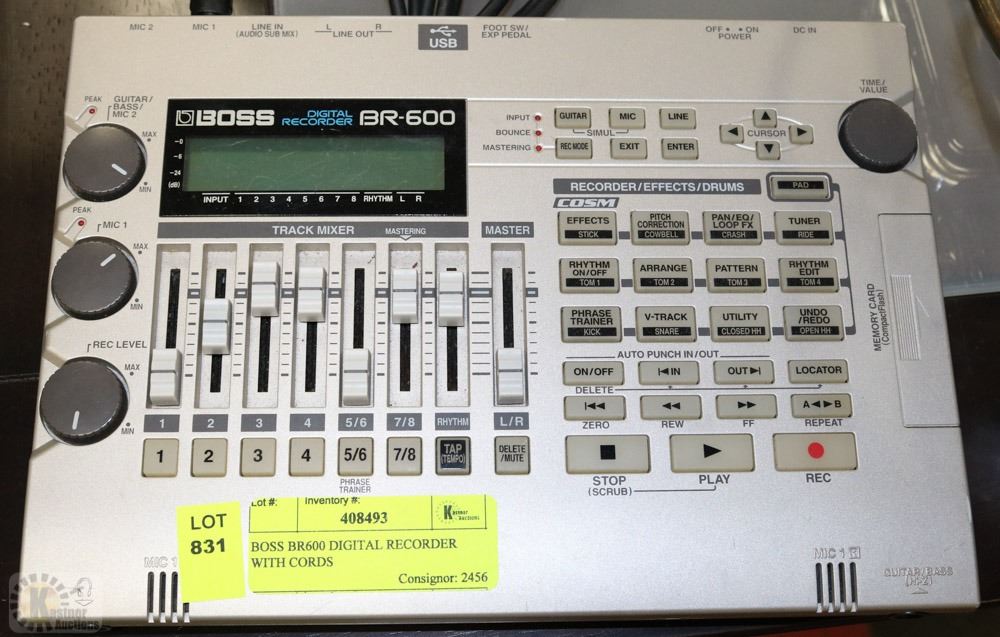 MIC 2
MIC 1
LINE IN
(AUDIO SUB MIX)
L R
LINE OUT
USB
FOOT SW/
EXP PEDAL
OFF ON
POWER
DC IN
PEAK
GUITAR/
BASS/
MIC 2
MAX
MIN
PEAK
MIC 1
MAX
MIN
REC LEVEL
MAX
MIN
BOSS DIGITAL RECORDER BR-600
-0
-6
-24
(dB)
INPUT 1 2 3 4 5 6 7 8 RHYTHM L R
INPUT
BOUNCE
MASTERING
GUITAR MIC LINE
SIMUL
REC MODE EXIT ENTER
CURSOR
TIME/
VALUE
RECORDER/EFFECTS/DRUMS
PAD
COSM
EFFECTS
STICK
PITCH
CORRECTION
COWBELL
PAN/EQ/
LOOP FX
CRASH
TUNER
RIDE
RHYTHM
ON/OFF
TOM 1
ARRANGE
TOM 2
PATTERN
TOM 3
RHYTHM
EDIT
TOM 4
PHRASE
TRAINER
KICK
V-TRACK
SNARE
UTILITY
CLOSED HH
UNDO
/REDO
OPEN HH
MEMORY CARD
(CompactFlash)
TRACK MIXER
MASTERING
MASTER
1 2 3 4 5/6 7/8 RHYTHM L/R
1 2 3 4 5/6 7/8
TAP
(TEMPO)
DELETE
/MUTE
PHRASE
TRAINER
AUTO PUNCH IN/OUT
ON/OFF IN OUT LOCATOR
DELETE
A B
ZERO REW FF REPEAT
STOP
(SCRUB)
PLAY
REC
LOT
831
Lot #: Inventory #:
408493
Kastner
Auctions
BOSS BR600 DIGITAL RECORDER
WITH CORDS
Consignor: 2456
MIC 1
MIC 1 R
GUITAR/BASS
(Hi-Z)
Kastner
Auctions